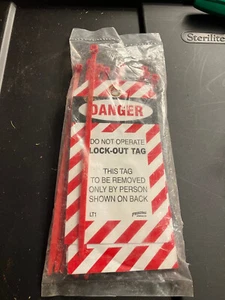 Sterilite
DANGER
DO NOT OPERATE
LOCK-OUT TAG
THIS TAG
TO BE REMOVED
ONLY BY PERSON
SHOWN ON BACK
LT1